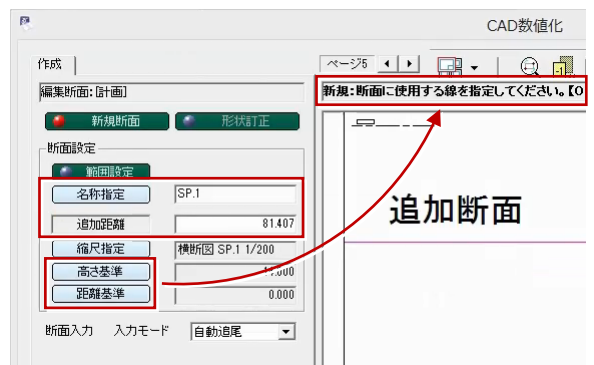 CAD数値化
作成
ページ5
編集断面:[計画]
新規:断面に使用する線を指定してください。【O
新規断面 形状訂正
断面設定
範囲設定
名称指定 SP.1
追加距離 81.407
縮尺指定 横断図 SP.1 1/200
高さ基準
距離基準 0.000
断面入力 入力モード 自動追尾
追加断面